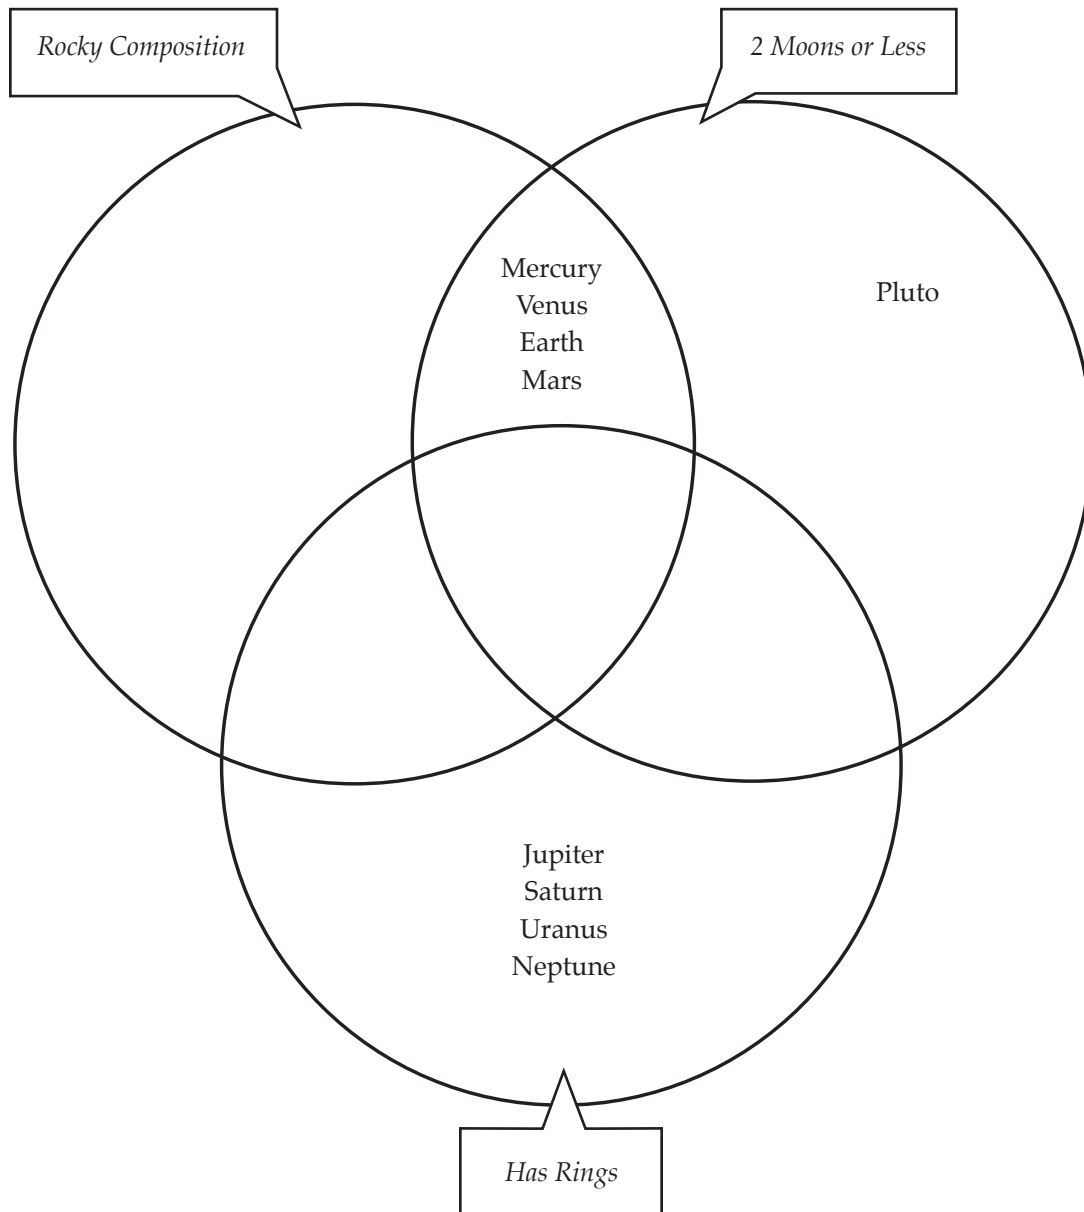 Rocky Composition
2 Moons or Less
Mercury
Venus
Earth
Mars
Pluto
Jupiter
Saturn
Uranus
Neptune
Has Rings